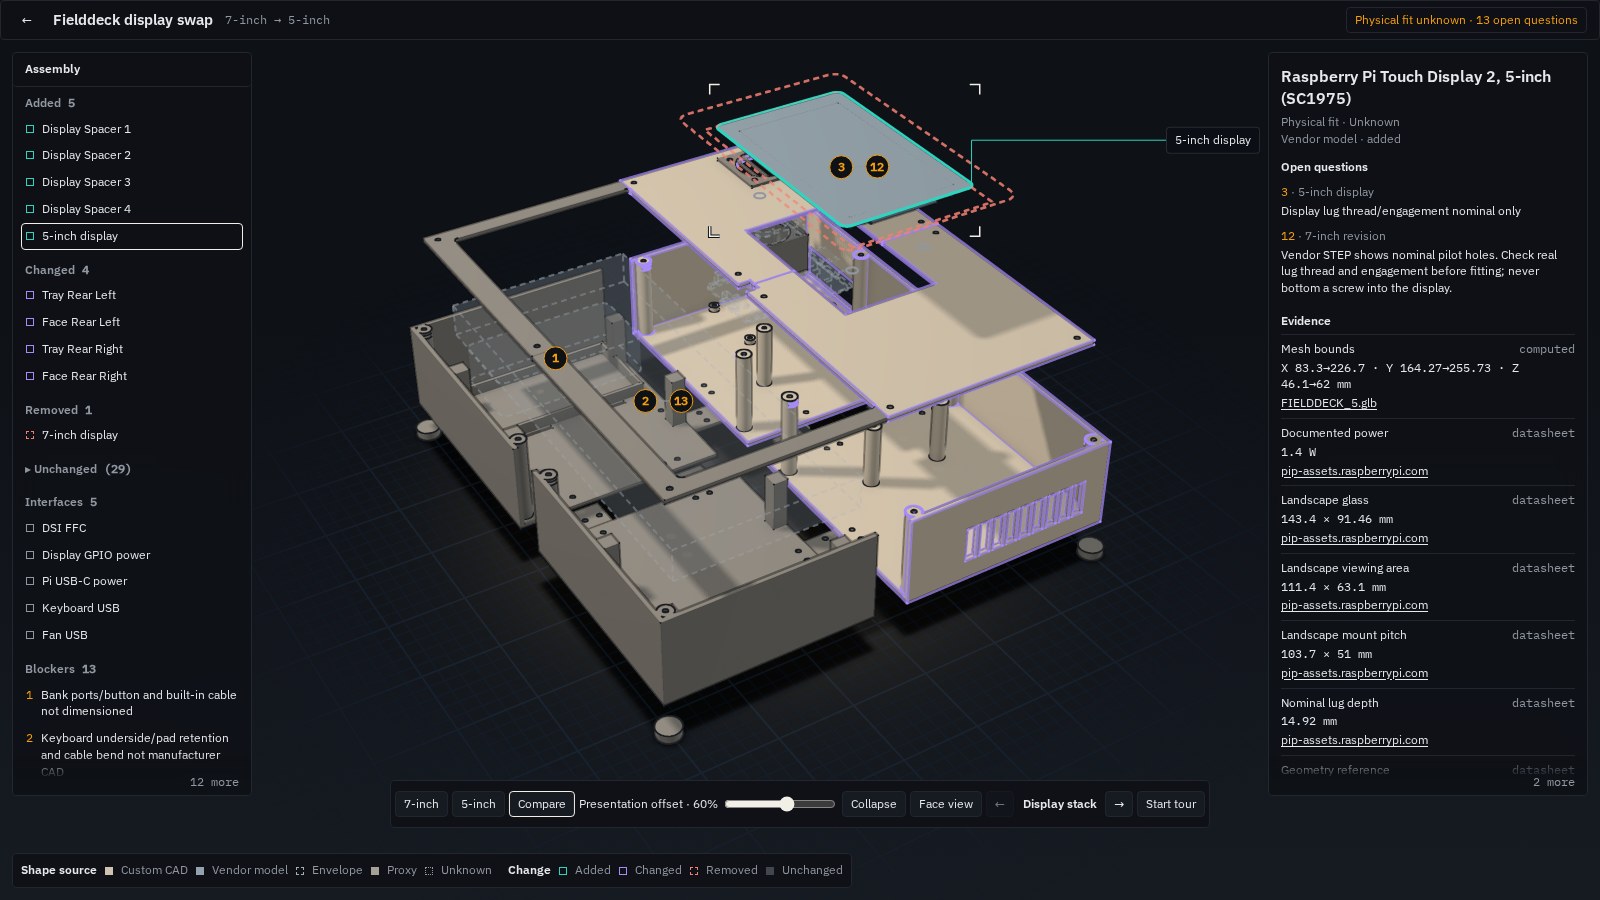 ← Fielddeck display swap 7-inch → 5-inch
Physical fit unknown · 13 open questions
Assembly
Added 5
Display Spacer 1
Display Spacer 2
Display Spacer 3
Display Spacer 4
5-inch display
Changed 4
Tray Rear Left
Face Rear Left
Tray Rear Right
Face Rear Right
Removed 1
7-inch display
▸ Unchanged (29)
Interfaces 5
DSI FFC
Display GPIO power
Pi USB-C power
Keyboard USB
Fan USB
Blockers 13
1 Bank ports/button and built-in cable
not dimensioned
2 Keyboard underside/pad retention
and cable bend not manufacturer
CAD
12 more
3 12
5-inch display
1
2 13
Raspberry Pi Touch Display 2, 5-inch
(SC1975)
Physical fit · Unknown
Vendor model · added
Open questions
3 · 5-inch display
Display lug thread/engagement nominal only
12 · 7-inch revision
Vendor STEP shows nominal pilot holes. Check real
lug thread and engagement before fitting; never
bottom a screw into the display.
Evidence
Mesh bounds computed
X 83.3→226.7 · Y 164.27→255.73 · Z
46.1→62 mm
FIELDDECK_5.glb
Documented power datasheet
1.4 W
pip-assets.raspberrypi.com
Landscape glass datasheet
143.4 × 91.46 mm
pip-assets.raspberrypi.com
Landscape viewing area datasheet
111.4 × 63.1 mm
pip-assets.raspberrypi.com
Landscape mount pitch datasheet
103.7 × 51 mm
pip-assets.raspberrypi.com
Nominal lug depth datasheet
14.92 mm
pip-assets.raspberrypi.com
Geometry reference datasheet
2 more
7-inch 5-inch Compare Presentation offset · 60% Collapse Face view ← Display stack → Start tour
Shape source Custom CAD Vendor model Envelope Proxy Unknown Change Added Changed Removed Unchanged